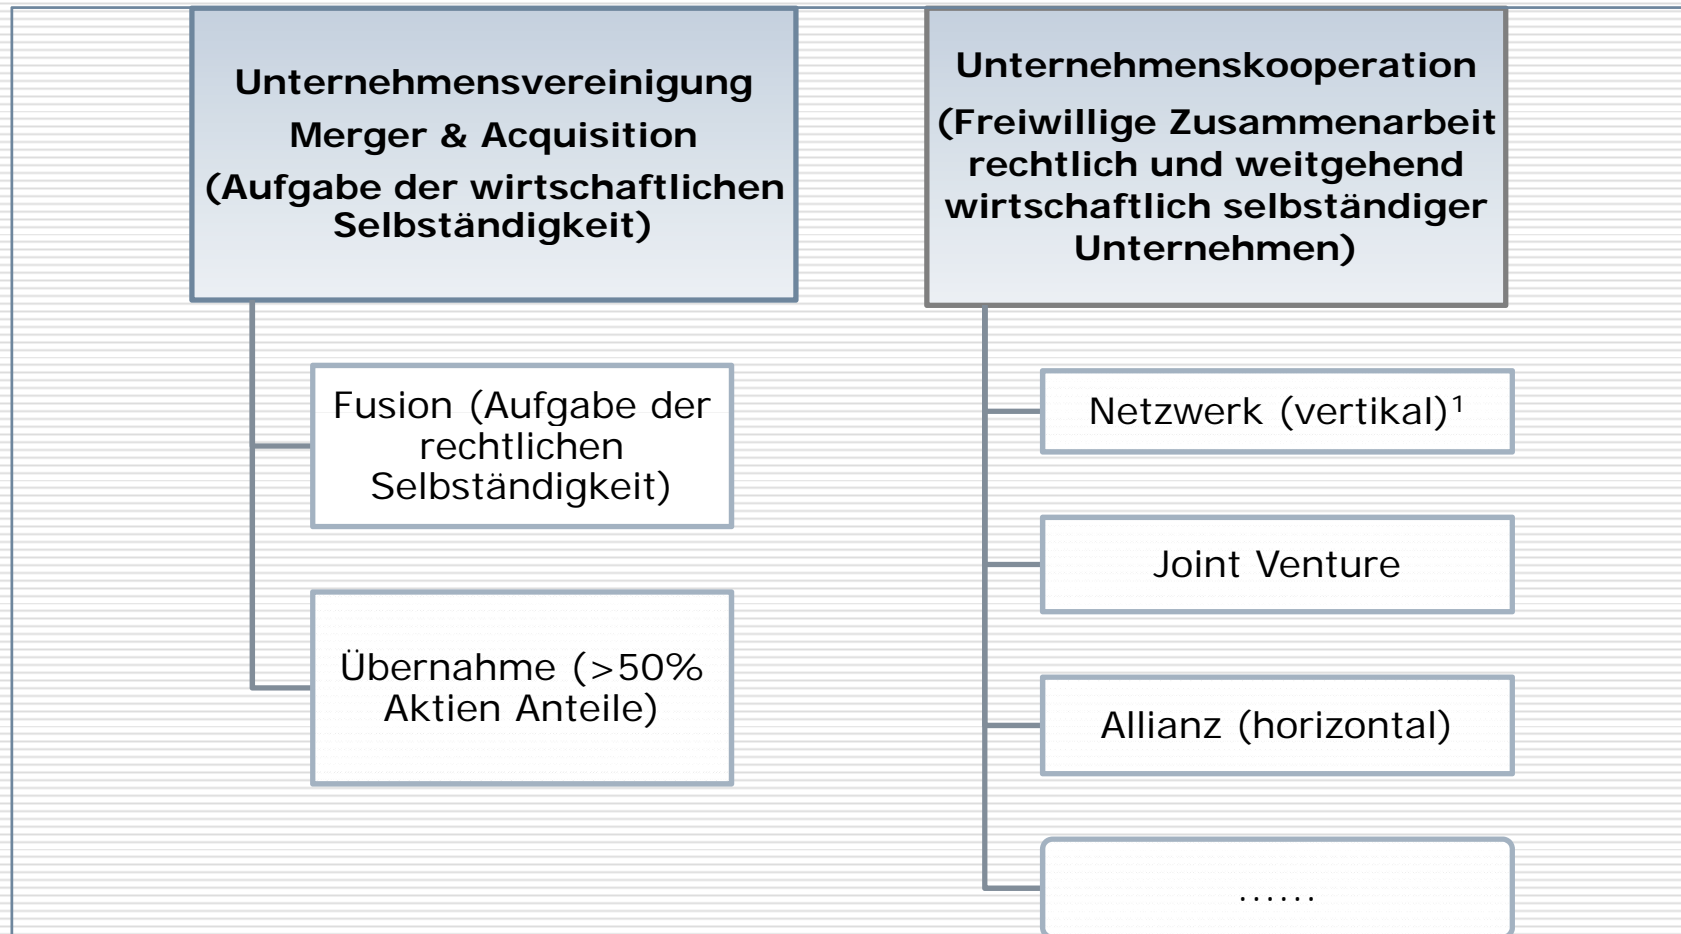 Unternehmensvereinigung
Merger & Acquisition
(Aufgabe der wirtschaftlichen
Selbständigkeit)
Fusion (Aufgabe der
rechtlichen
Selbständigkeit)
Übernahme (>50%
Aktien Anteile)
Unternehmenskooperation
(Freiwillige Zusammenarbeit
rechtlich und weitgehend
wirtschaftlich selbständiger
Unternehmen)
Netzwerk (vertikal)¹
Joint Venture
Allianz (horizontal)
......